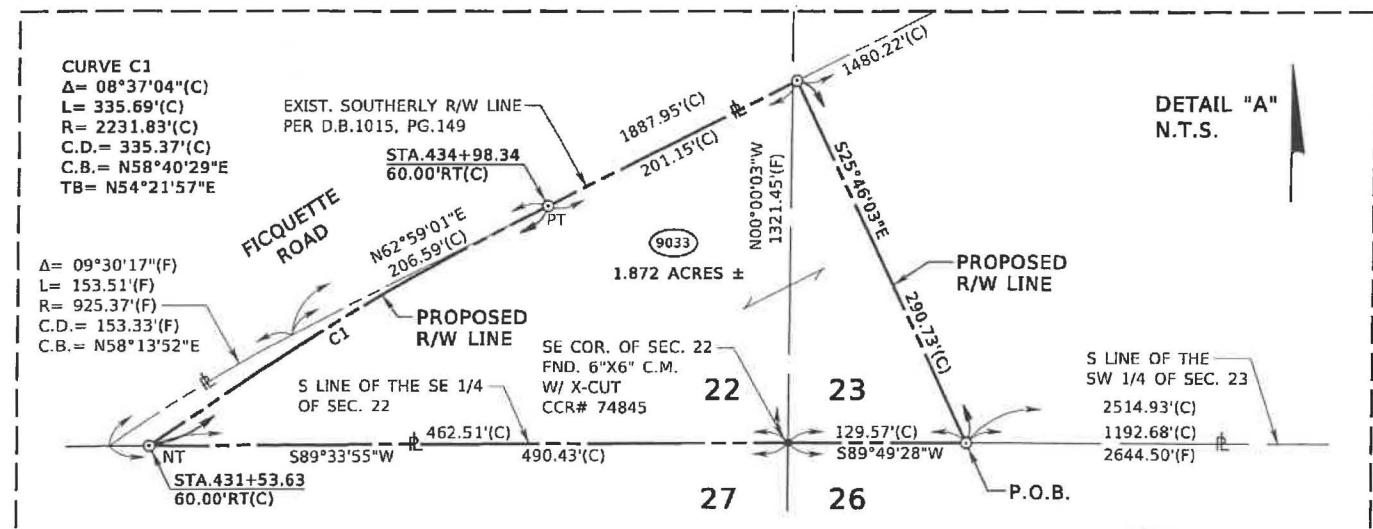 CURVE C1
Δ= 08°37'04"(C)
L= 335.69'(C)
R= 2231.83'(C)
C.D.= 335.37'(C)
C.B.= N58°40'29"E
TB= N54°21'57"E
EXIST. SOUTHERLY R/W LINE
PER D.B.1015, PG.149
STA.434+98.34
60.00'RT(C)
PT
1887.95'(C)
201.15'(C)
℄
1480.22'(C)
DETAIL "A"
N.T.S.
FICQUETTE
ROAD
N62°59'01"E
206.59'(C)
N00°00'03"W
1321.45'(F)
S25°46'03"E
290.73'(C)
9033
1.872 ACRES ±
PROPOSED
R/W LINE
Δ= 09°30'17"(F)
L= 153.51'(F)
R= 925.37'(F)
C.D.= 153.33'(F)
C.B.= N58°13'52"E
C1
PROPOSED
R/W LINE
SE COR. OF SEC. 22
FND. 6"X6" C.M.
W/ X-CUT
CCR# 74845
22
23
S LINE OF THE
SW 1/4 OF SEC. 23
S LINE OF THE SE 1/4
OF SEC. 22
NT
S89°33'55"W
462.51'(C)
490.43'(C)
129.57'(C)
S89°49'28"W
2514.93'(C)
1192.68'(C)
2644.50'(F)
STA.431+53.63
60.00'RT(C)
27
26
P.O.B.